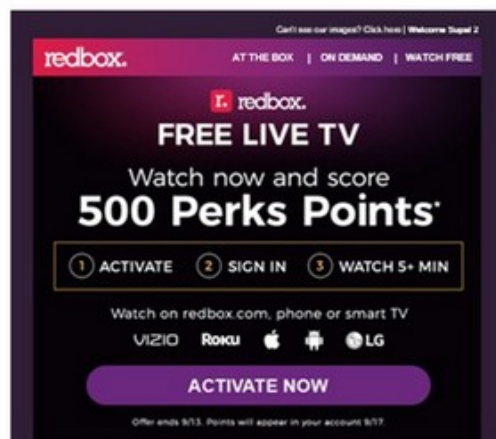 Can't see our images? Click here | Welcome Supal 2
redbox. AT THE BOX | ON DEMAND | WATCH FREE
r. redbox.
FREE LIVE TV
Watch now and score
500 Perks Points*
1 ACTIVATE 2 SIGN IN 3 WATCH 5+ MIN
Watch on redbox.com, phone or smart TV
VIZIO ROKU LG
ACTIVATE NOW
Offer ends 9/13. Points will appear in your account 9/17.